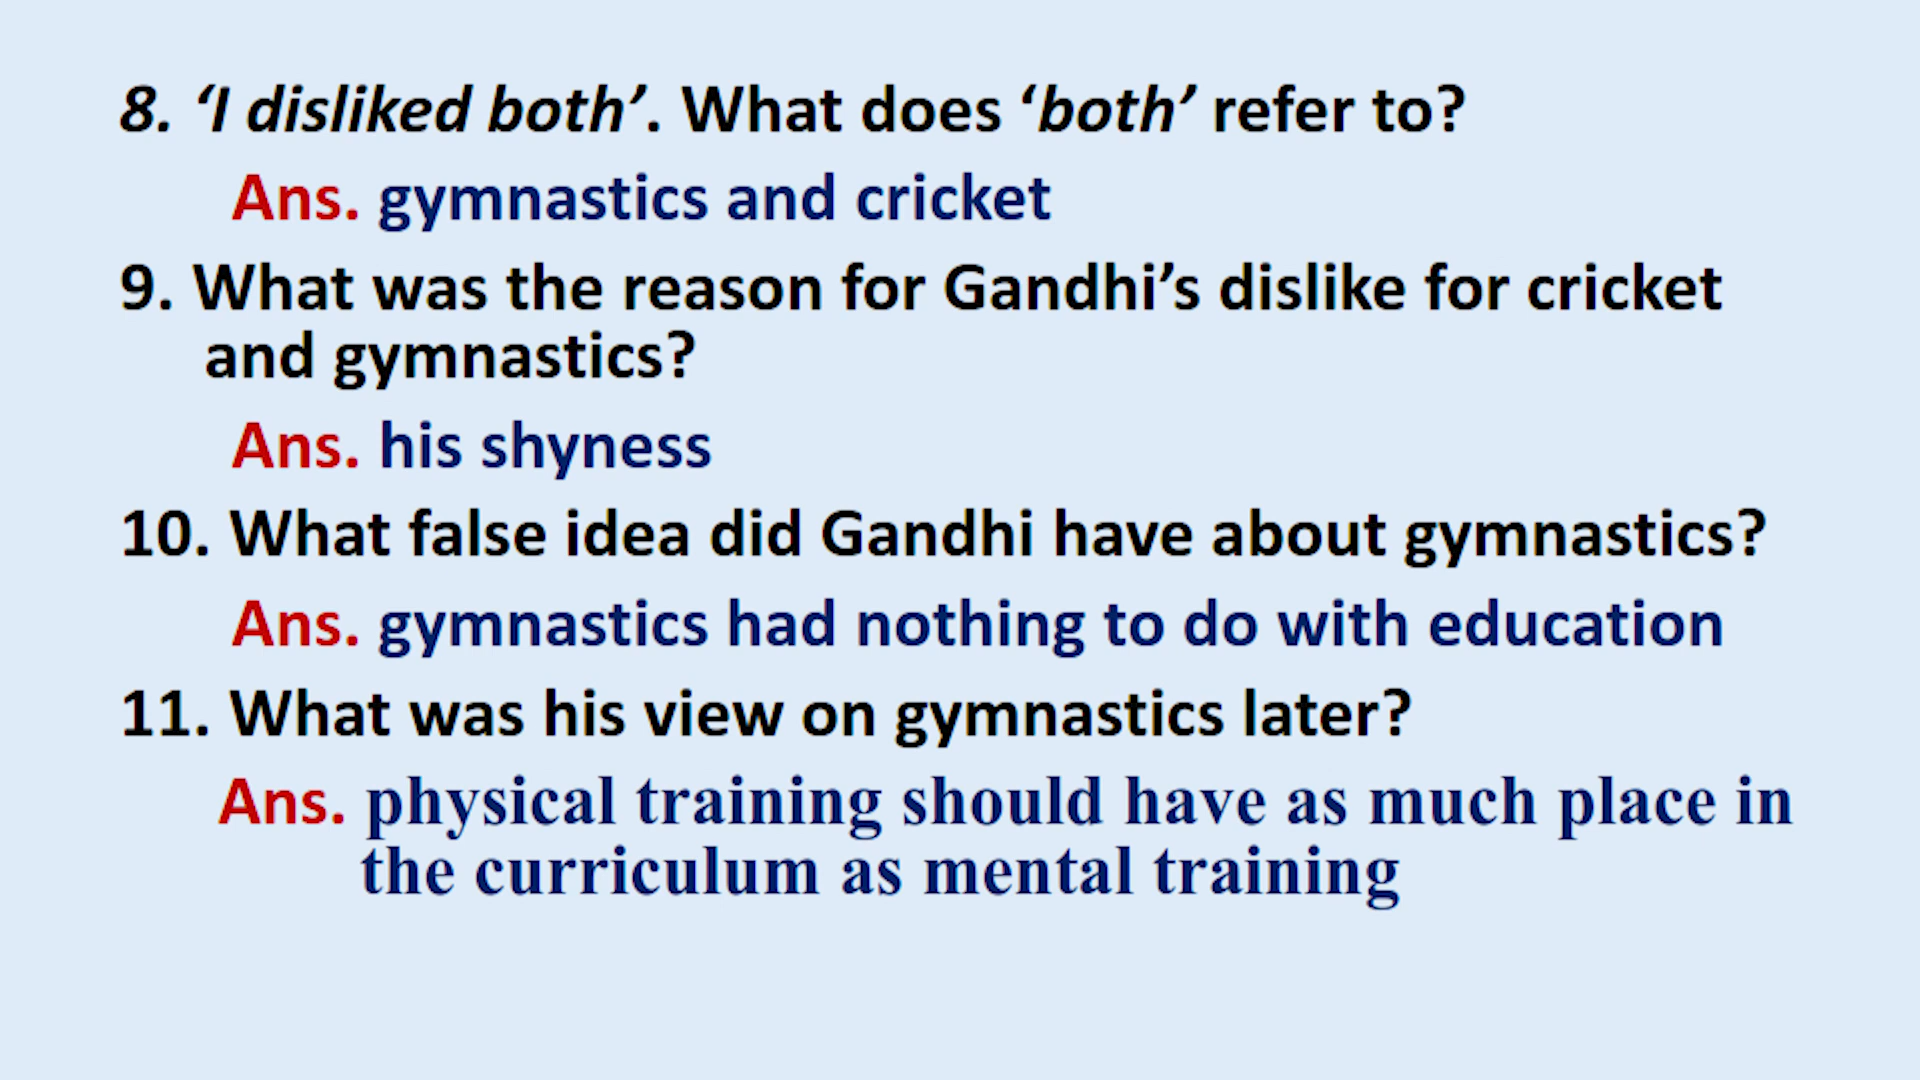 8. ‘I disliked both’. What does ‘both’ refer to?
Ans. gymnastics and cricket
9. What was the reason for Gandhi’s dislike for cricket
and gymnastics?
Ans. his shyness
10. What false idea did Gandhi have about gymnastics?
Ans. gymnastics had nothing to do with education
11. What was his view on gymnastics later?
Ans. physical training should have as much place in
the curriculum as mental training